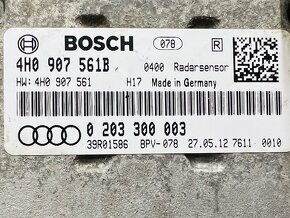 BOSCH 078 R
4H0 907 561B 0400 Radarsensor
HW: 4H0 907 561 H17 Made in Germany
0 203 300 003
39R01586 BPV-078 27.05.12 7611 0010